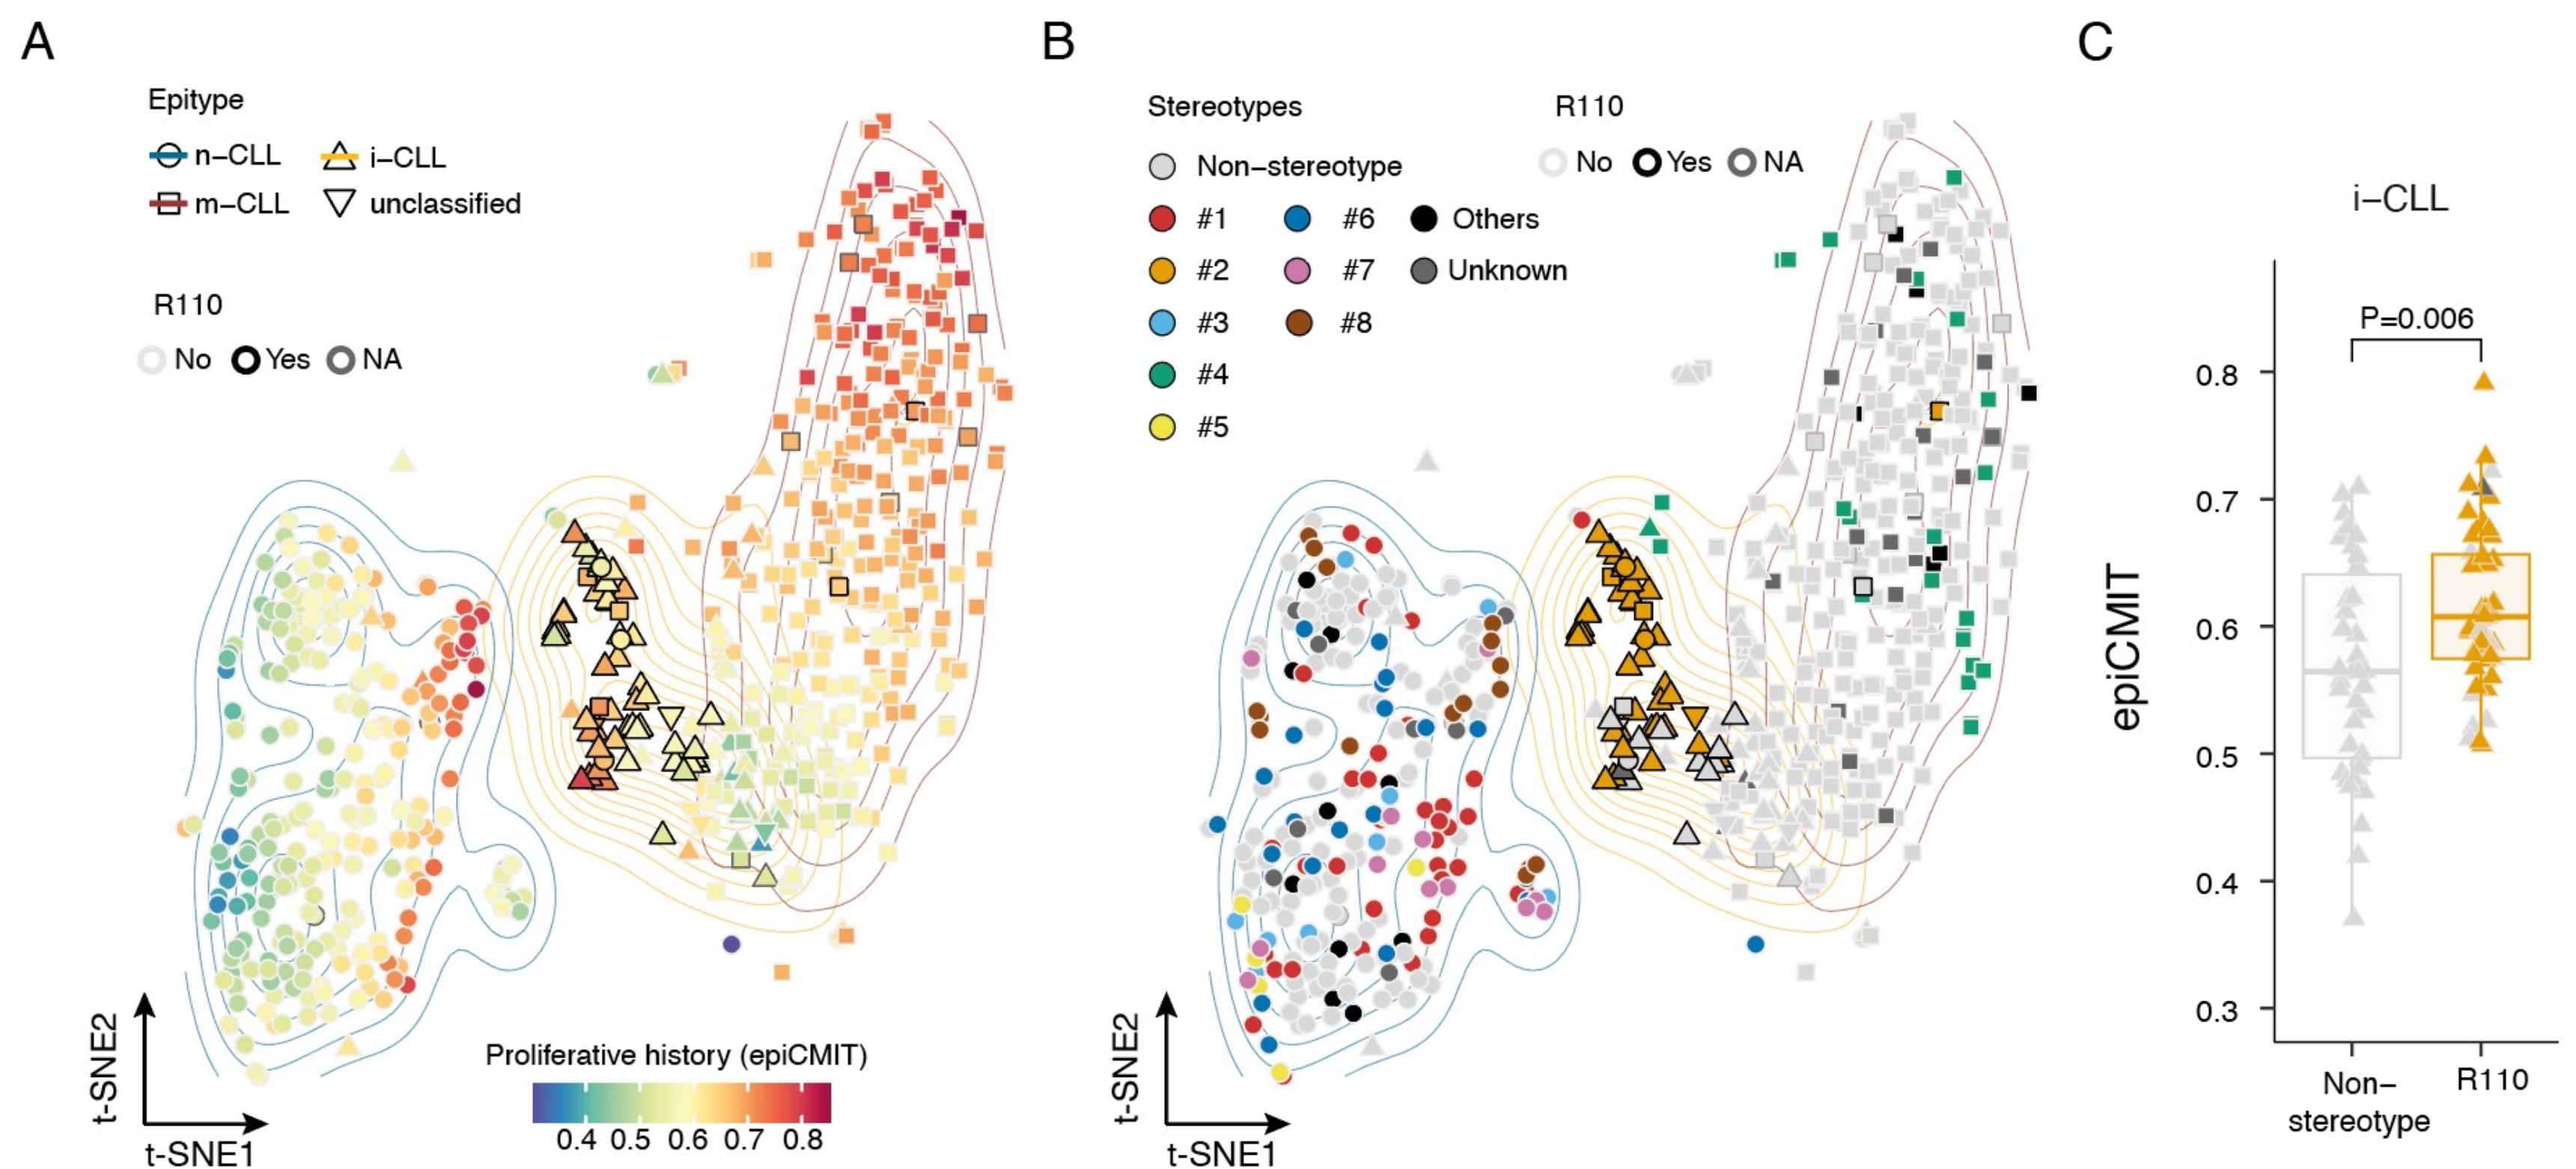 A
Epitype
n–CLL
i–CLL
m–CLL
unclassified
R110
No
Yes
NA
Proliferative history (epiCMIT)
0.4 0.5 0.6 0.7 0.8
t-SNE2
t-SNE1
B
Stereotypes
Non–stereotype
#1
#6
Others
#2
#7
Unknown
#3
#8
#4
#5
R110
No
Yes
NA
t-SNE2
t-SNE1
C
i–CLL
P=0.006
epiCMIT
0.8
0.7
0.6
0.5
0.4
0.3
Non–
stereotype
R110